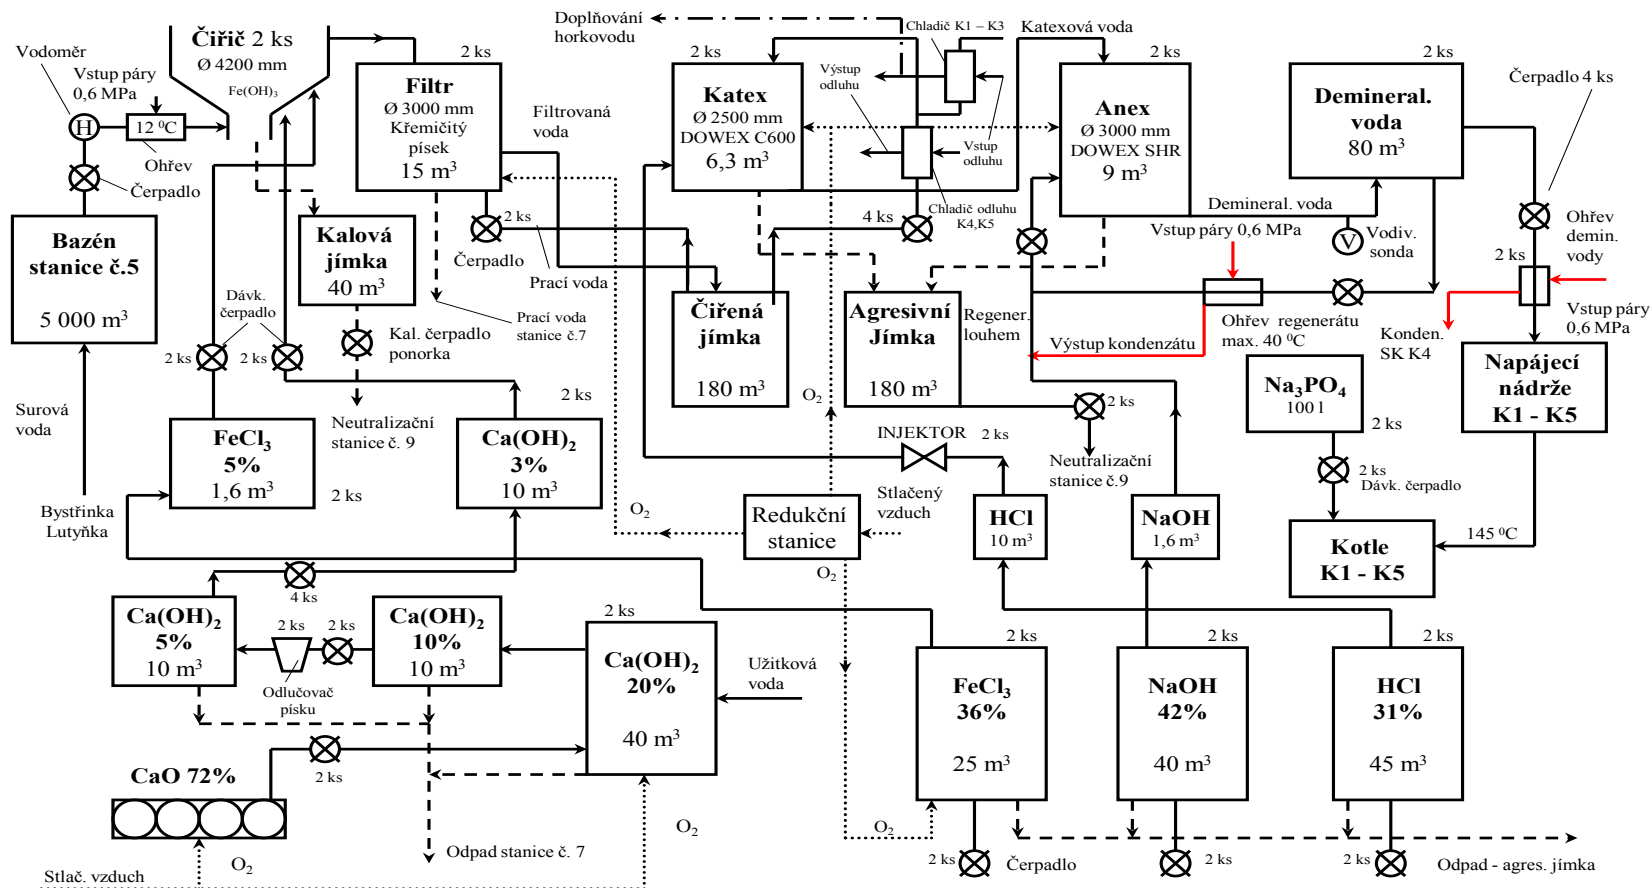 Vodoměr
Vstup páry
0,6 MPa
H
12 ⁰C
Ohřev
Čerpadlo
Bazén
stanice č.5
5 000 m³
Surová
voda
Bystřinka
Lutyňka
Čiřič 2 ks
Ø 4200 mm
Fe(OH)₃
2 ks
Filtr
Ø 3000 mm
Křemičitý
písek
15 m³
Filtrovaná
voda
Kalová
jímka
40 m³
Dávk.
čerpadlo
2 ks
2 ks
Kal. čerpadlo
ponorka
Neutralizační
stanice č. 9
2 ks
Čerpadlo
Prací voda
Prací voda
stanice č.7
Doplňování
horkovodu
Chladič K1 – K3
Katexová voda
2 ks
Katex
Ø 2500 mm
DOWEX C600
6,3 m³
Výstup
odluhu
Vstup
odluhu
Chladič odluhu
K4,K5
4 ks
2 ks
Anex
Ø 3000 mm
DOWEX SHR
9 m³
2 ks
Demineral.
voda
80 m³
Čerpadlo 4 ks
Demineral. voda
Vstup páry 0,6 MPa
V
Vodiv.
sonda
Ohřev
demin.
vody
2 ks
Vstup páry
0,6 MPa
Konden.
SK K4
Čiřená
jímka
180 m³
Agresivní
Jímka
180 m³
Regener.
louhem
Výstup kondenzátu
Ohřev regenerátu
max. 40 ⁰C
Na₃PO₄
100 l
2 ks
2 ks
Dávk. čerpadlo
Napájecí
nádrže
K1 - K5
145 ⁰C
Kotle
K1 - K5
FeCl₃
5%
1,6 m³
2 ks
2 ks
Ca(OH)₂
3%
10 m³
O₂
2 ks
Neutralizační
stanice č.9
INJEKTOR
2 ks
O₂
Redukční
stanice
O₂
Stlačený
vzduch
HCl
10 m³
NaOH
1,6 m³
4 ks
Ca(OH)₂
5%
10 m³
2 ks
2 ks
Odlučovač
písku
Ca(OH)₂
10%
10 m³
2 ks
Ca(OH)₂
20%
40 m³
Užitková
voda
2 ks
CaO 72%
O₂
Stlač. vzduch
Odpad stanice č. 7
O₂
O₂
2 ks
FeCl₃
36%
25 m³
2 ks
Čerpadlo
2 ks
NaOH
42%
40 m³
2 ks
2 ks
HCl
31%
45 m³
2 ks
Odpad - agres. jímka